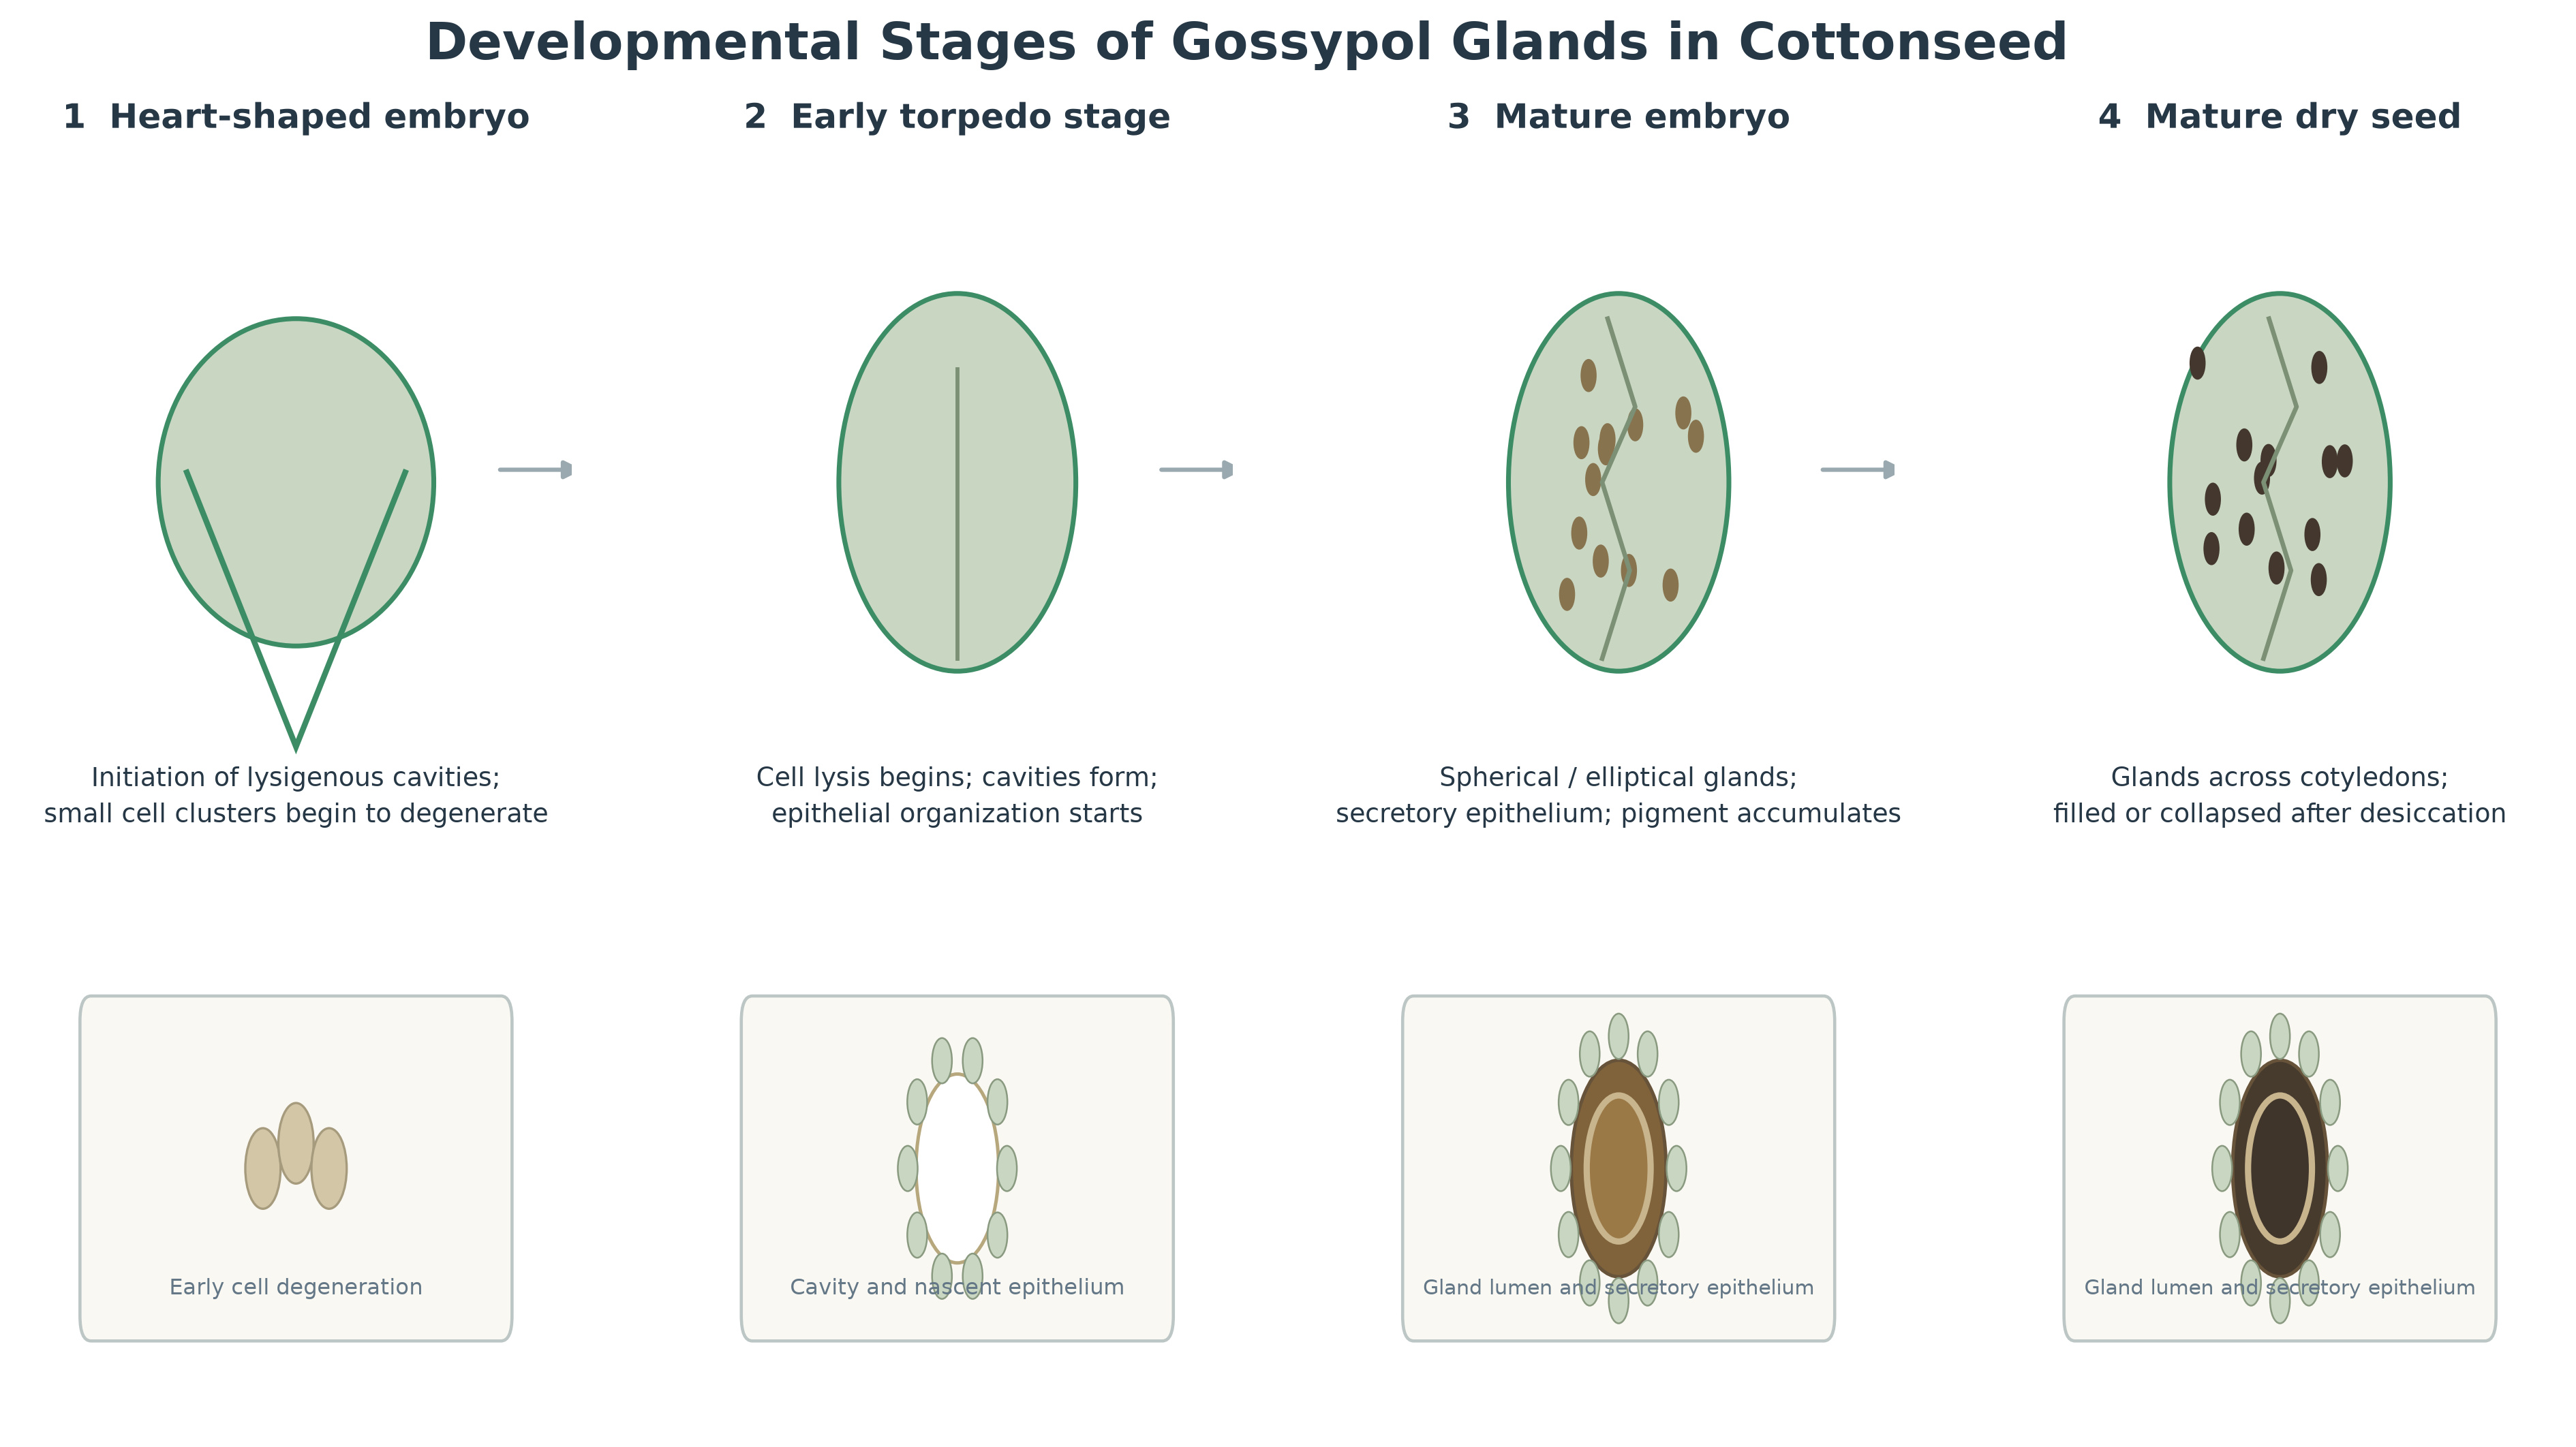 Developmental Stages of Gossypol Glands in Cottonseed
1 Heart-shaped embryo
2 Early torpedo stage
3 Mature embryo
4 Mature dry seed
Initiation of lysigenous cavities;
small cell clusters begin to degenerate
Cell lysis begins; cavities form;
epithelial organization starts
Spherical / elliptical glands;
secretory epithelium; pigment accumulates
Glands across cotyledons;
filled or collapsed after desiccation
Early cell degeneration
Cavity and nascent epithelium
Gland lumen and secretory epithelium
Gland lumen and secretory epithelium